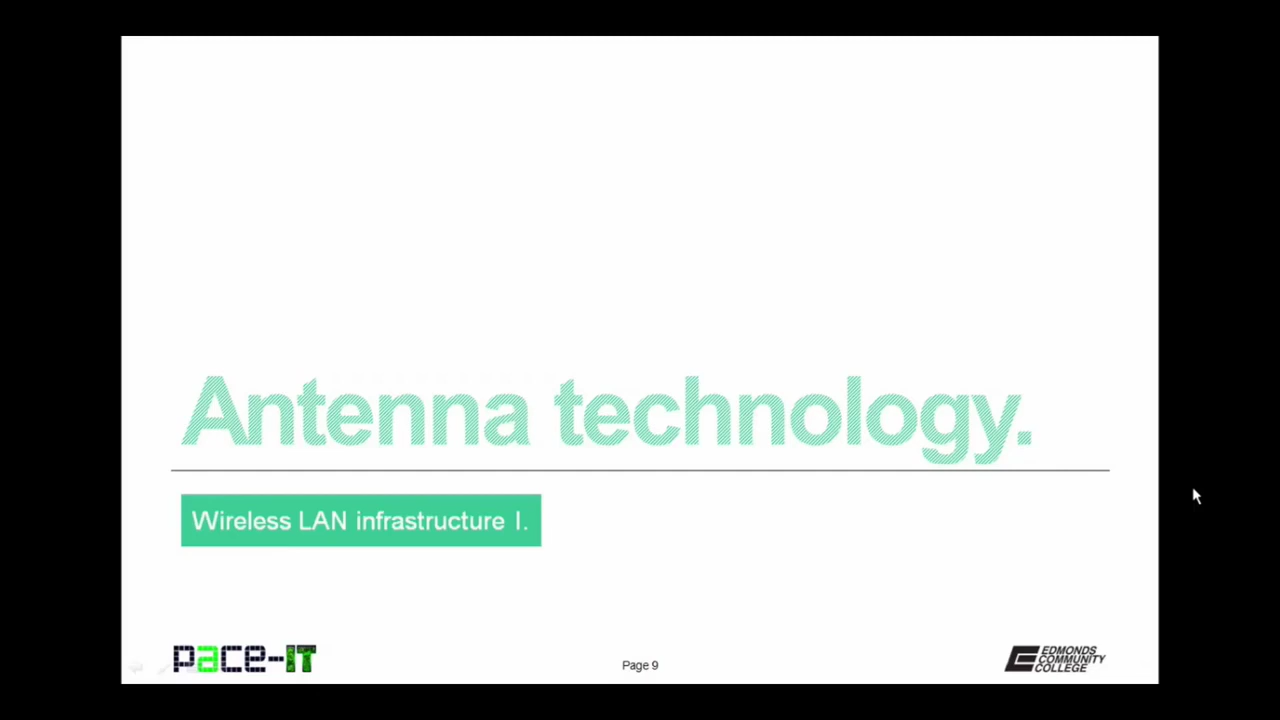 Antenna technology.
Wireless LAN infrastructure I.
pace-IT
Page 9
EDMONDS
COMMUNITY
COLLEGE